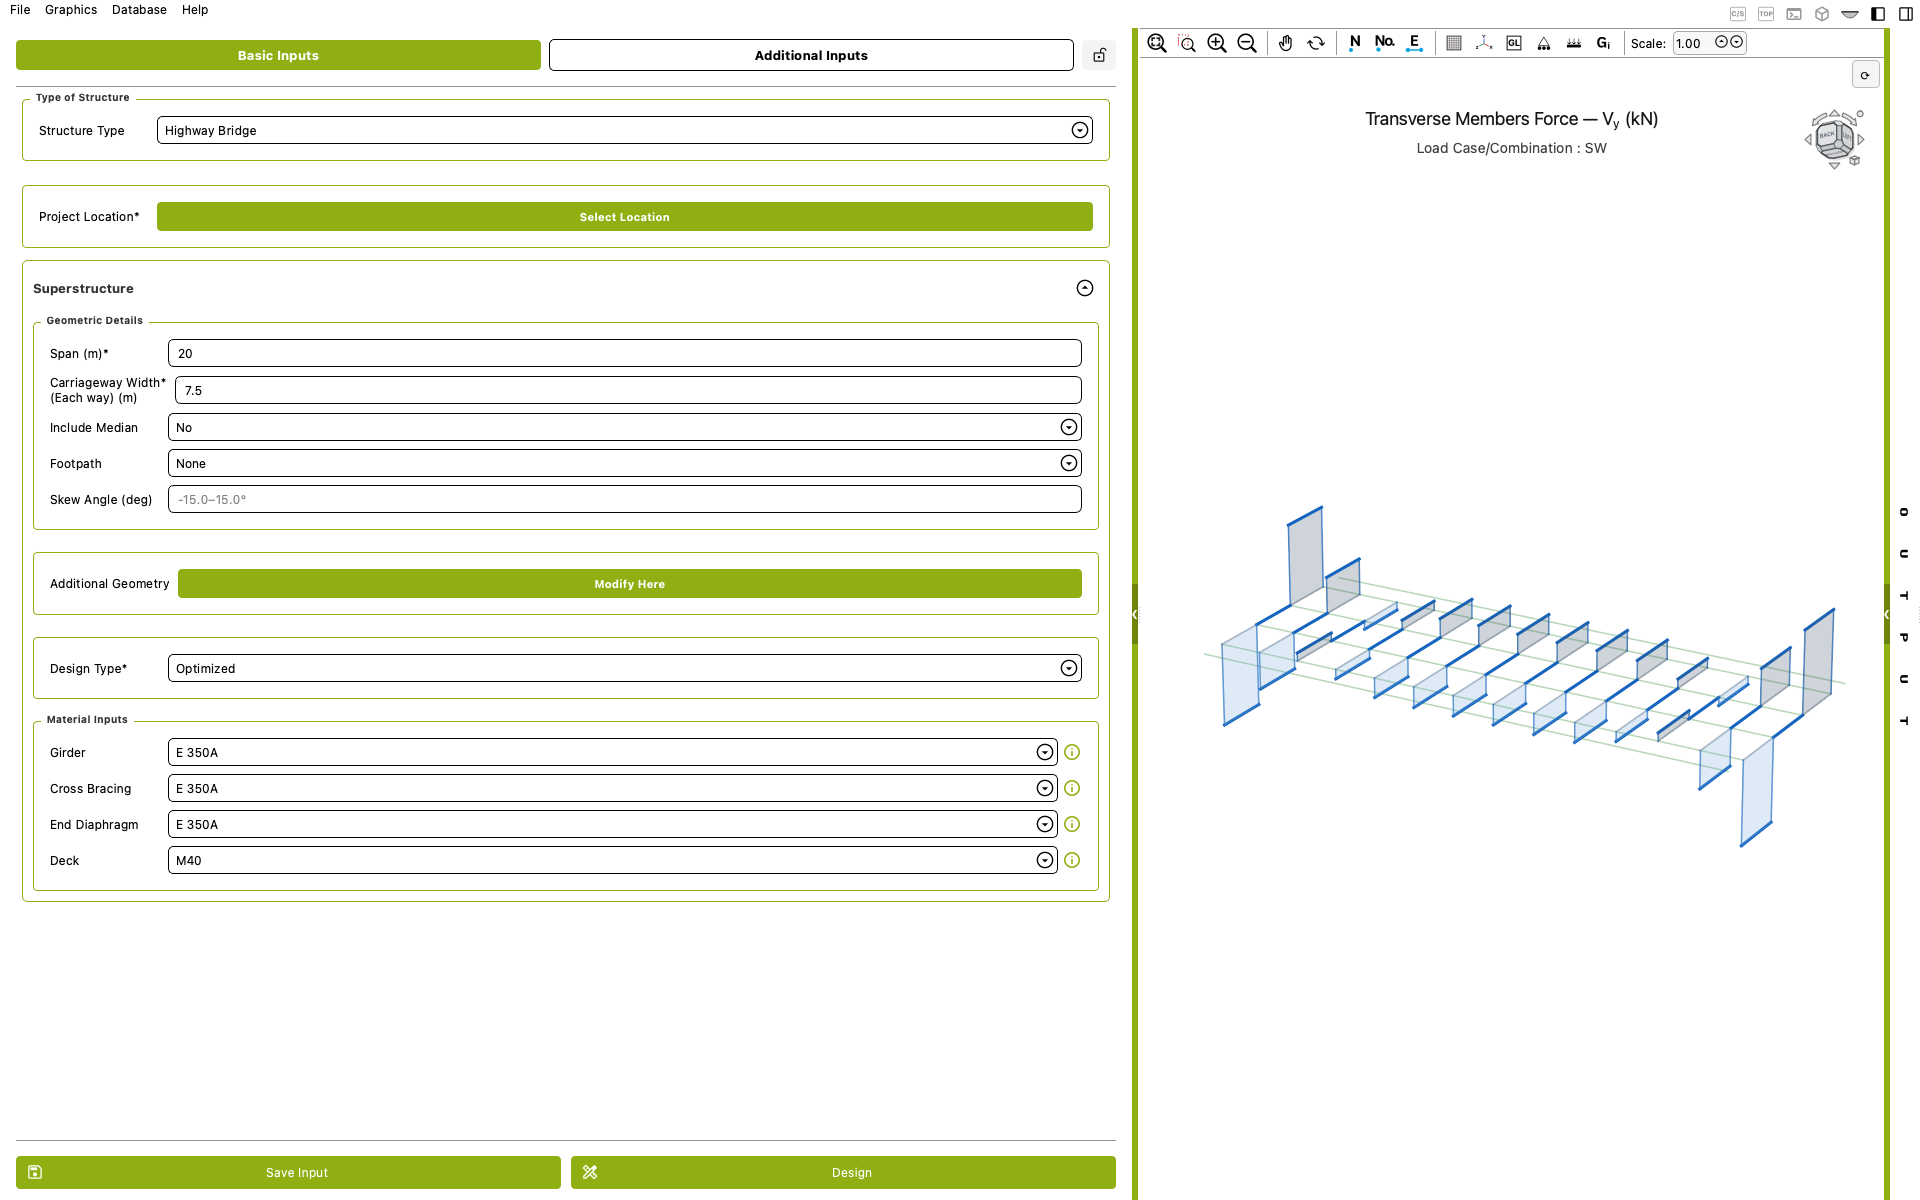 File Graphics Database Help
C/S TOP
Basic Inputs Additional Inputs
N No. E GL Gi Scale: 1.00
Type of Structure
Structure Type Highway Bridge
Project Location* Select Location
Superstructure
Geometric Details
Span (m)* 20
Carriageway Width*
(Each way) (m) 7.5
Include Median No
Footpath None
Skew Angle (deg) -15.0–15.0°
Additional Geometry Modify Here
Design Type* Optimized
Material Inputs
Girder E 350A
Cross Bracing E 350A
End Diaphragm E 350A
Deck M40
Save Input Design
Transverse Members Force — Vy (kN)
Load Case/Combination : SW
BACK
OUTPUT